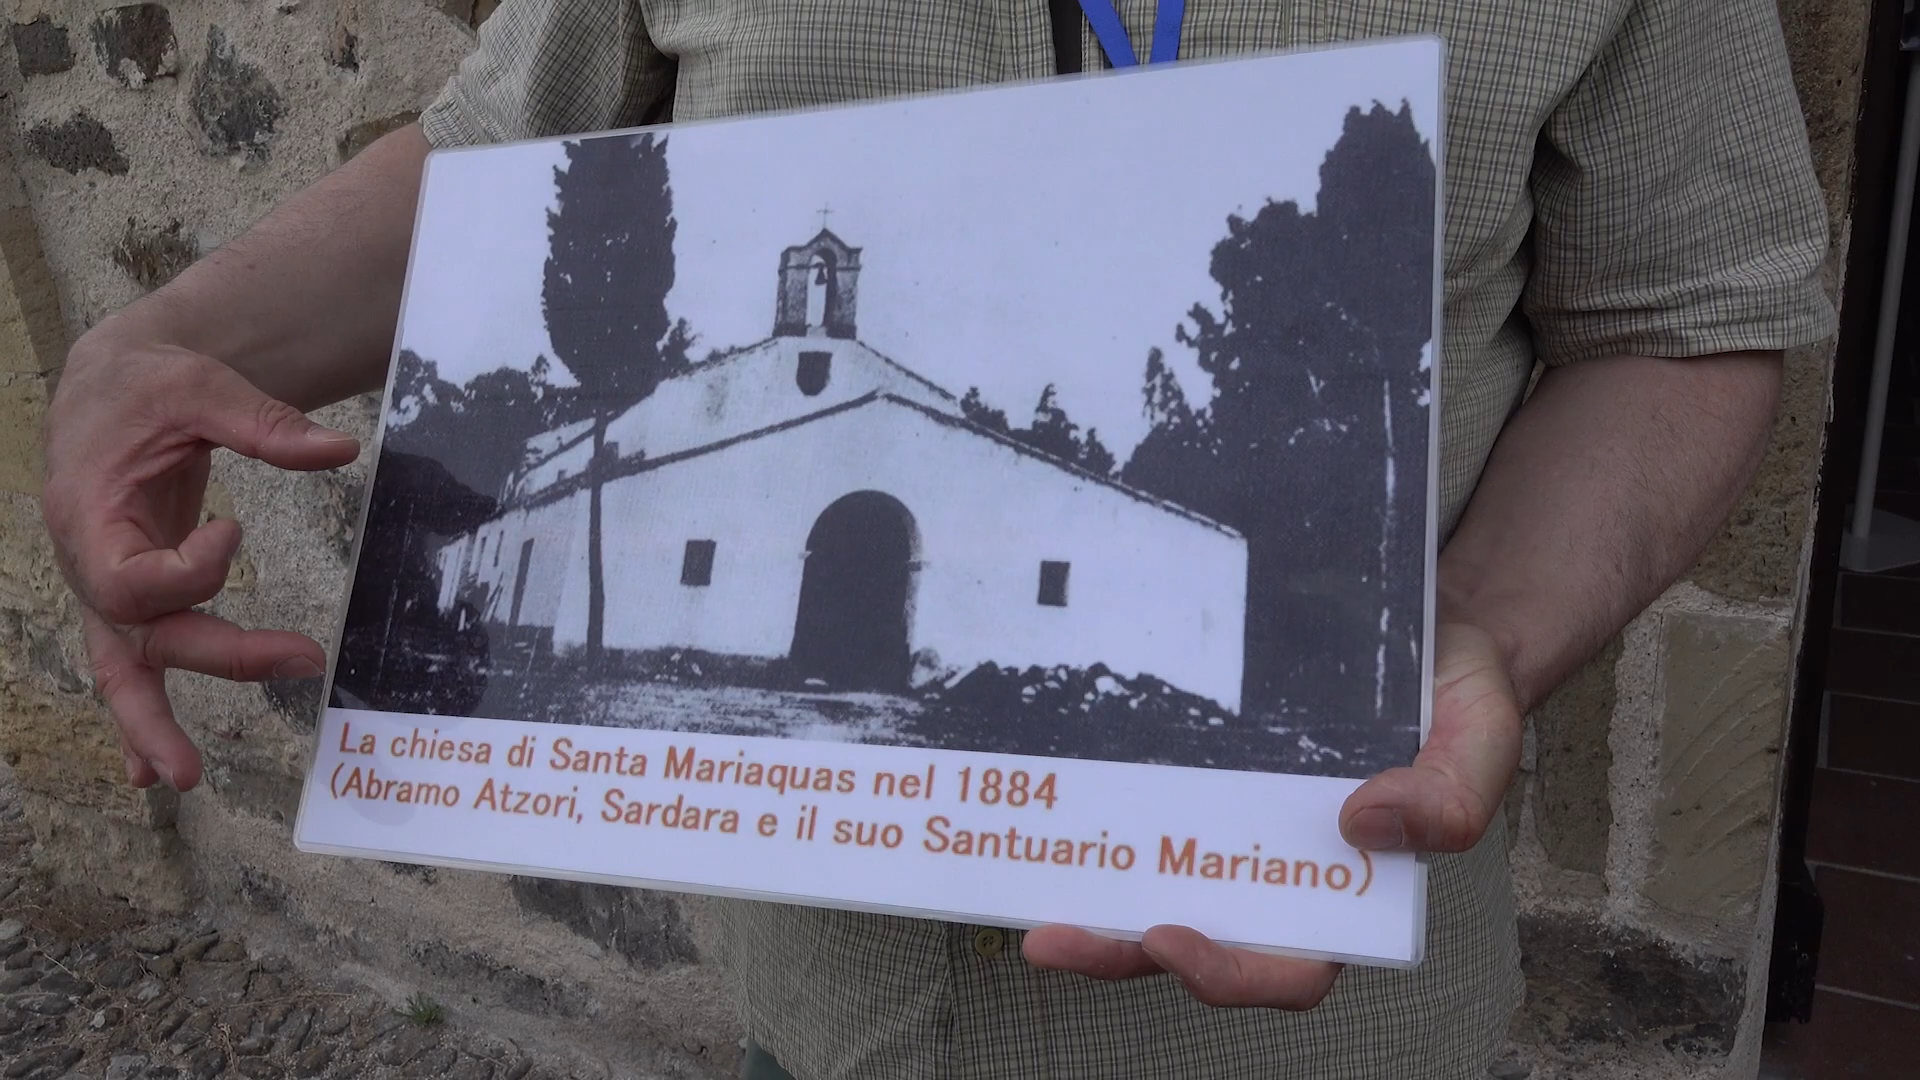 La chiesa di Santa Mariaquas nel 1884
(Abramo Atzori, Sardara e il suo Santuario Mariano)